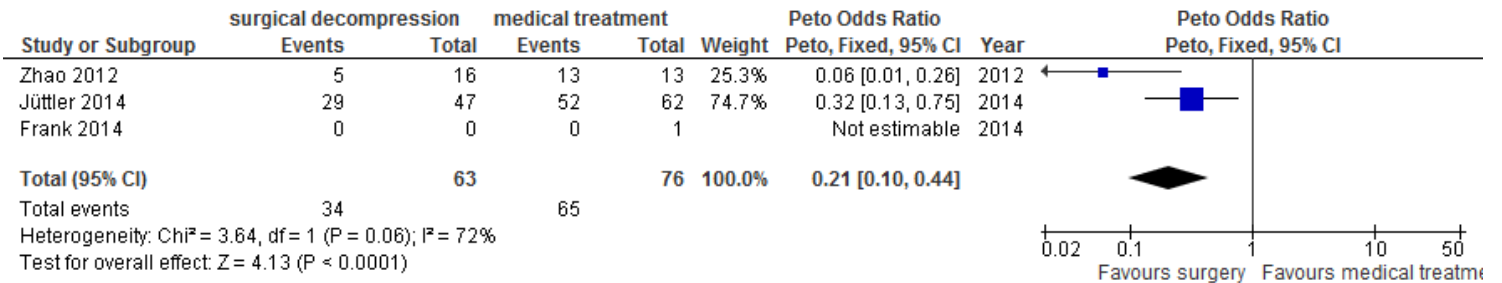 surgical decompression medical treatment Peto Odds Ratio Peto Odds Ratio
Study or Subgroup Events Total Events Total Weight Peto, Fixed, 95% CI Year Peto, Fixed, 95% CI
Zhao 2012 5 16 13 13 25.3% 0.06 [0.01, 0.26] 2012
Jüttler 2014 29 47 52 62 74.7% 0.32 [0.13, 0.75] 2014
Frank 2014 0 0 0 1 Not estimable 2014
Total (95% CI) 63 76 100.0% 0.21 [0.10, 0.44]
Total events 34 65
Heterogeneity: Chi² = 3.64, df = 1 (P = 0.06); I² = 72%
Test for overall effect: Z = 4.13 (P < 0.0001)
0.02 0.1 1 10 50
Favours surgery Favours medical treatme